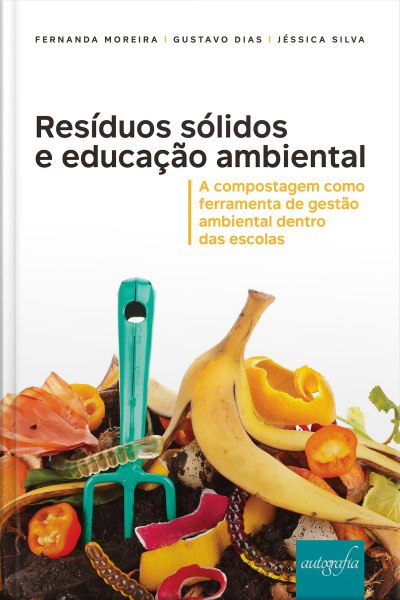 FERNANDA MOREIRA | GUSTAVO DIAS | JÉSSICA SILVA
Resíduos sólidos
e educação ambiental
A compostagem como
ferramenta de gestão
ambiental dentro
das escolas
autografia